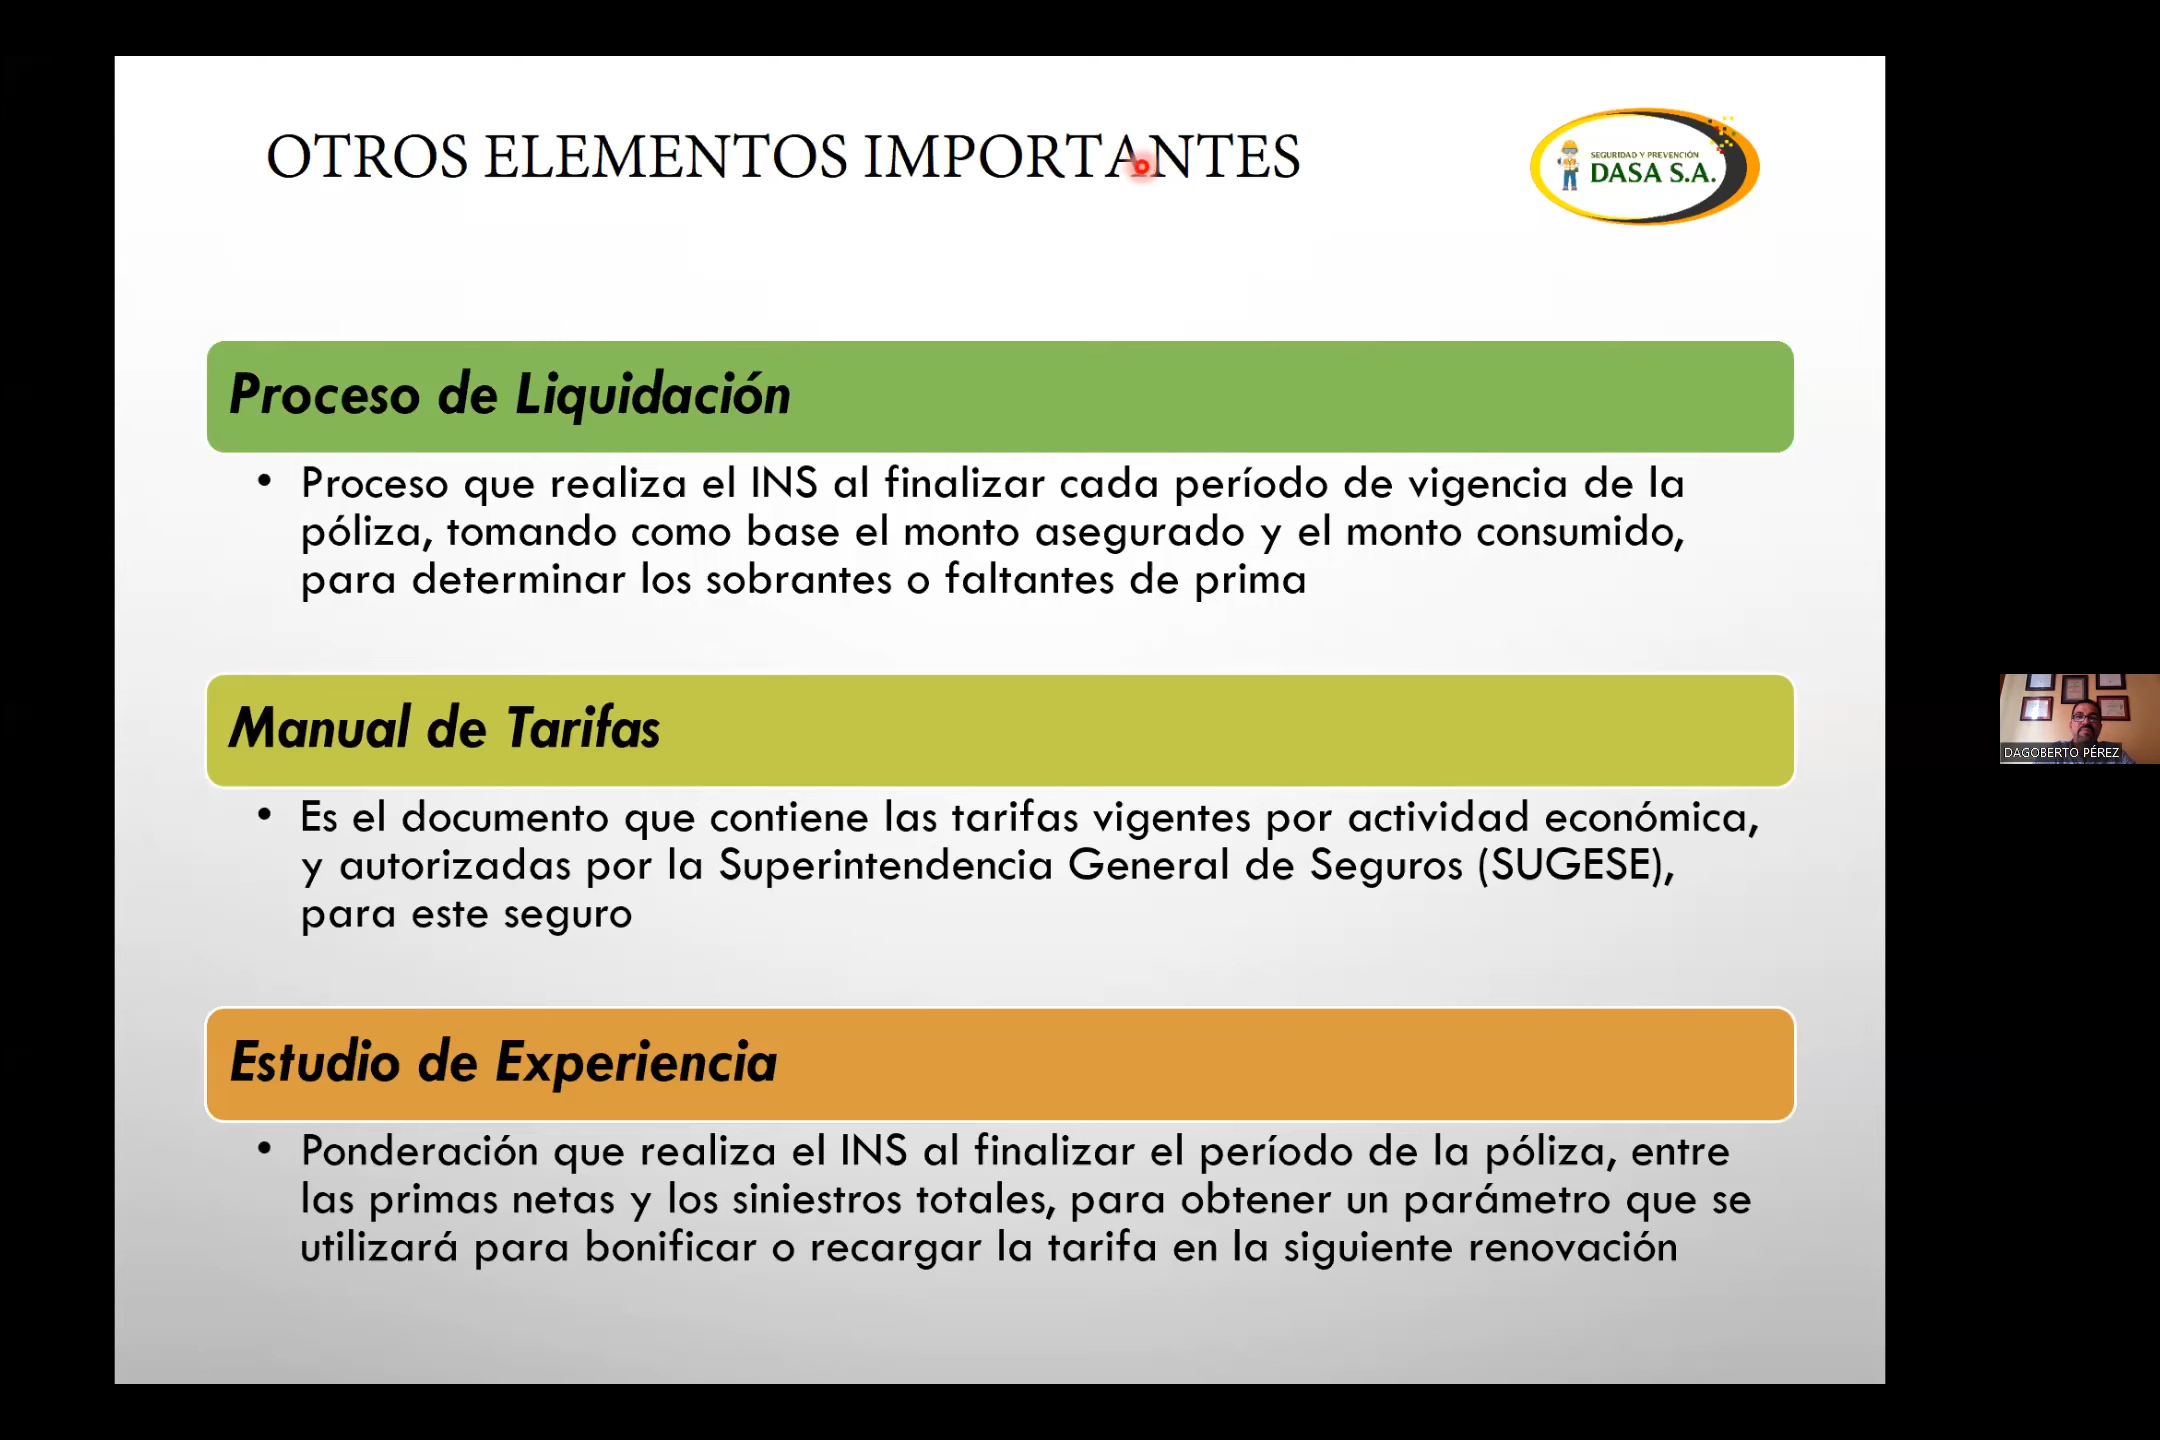 OTROS ELEMENTOS IMPORTANTES
SEGURIDAD Y PREVENCIÓN
DASA S.A.
Proceso de Liquidación
• Proceso que realiza el INS al finalizar cada período de vigencia de la
póliza, tomando como base el monto asegurado y el monto consumido,
para determinar los sobrantes o faltantes de prima
Manual de Tarifas
• Es el documento que contiene las tarifas vigentes por actividad económica,
y autorizadas por la Superintendencia General de Seguros (SUGESE),
para este seguro
DAGOBERTO PÉREZ
Estudio de Experiencia
• Ponderación que realiza el INS al finalizar el período de la póliza, entre
las primas netas y los siniestros totales, para obtener un parámetro que se
utilizará para bonificar o recargar la tarifa en la siguiente renovación